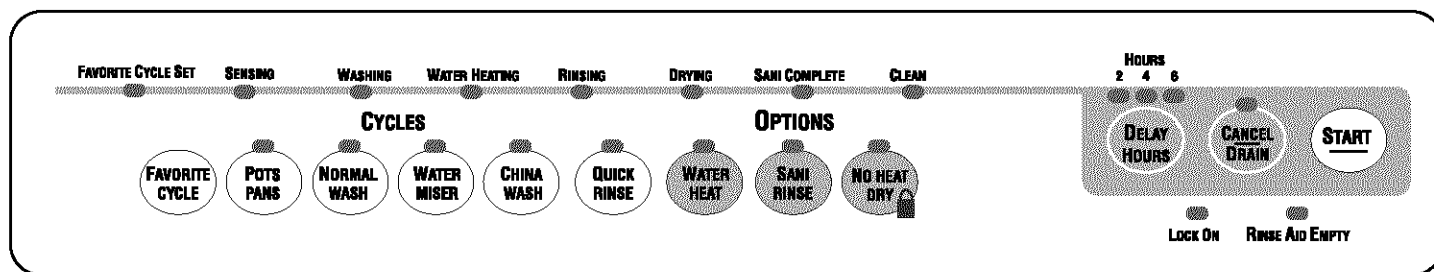 HOURS
FAVORITE CYCLE SET SENSING WASHING WATER HEATING RINSING DRYING SANI COMPLETE CLEAN 2 4 6
CYCLES OPTIONS
DELAY HOURS
CANCEL DRAIN
START
FAVORITE CYCLE
POTS PANS
NORMAL WASH
WATER MISER
CHINA WASH
QUICK RINSE
WATER HEAT
SANI RINSE
NO HEAT DRY
LOCK ON RINSE AID EMPTY